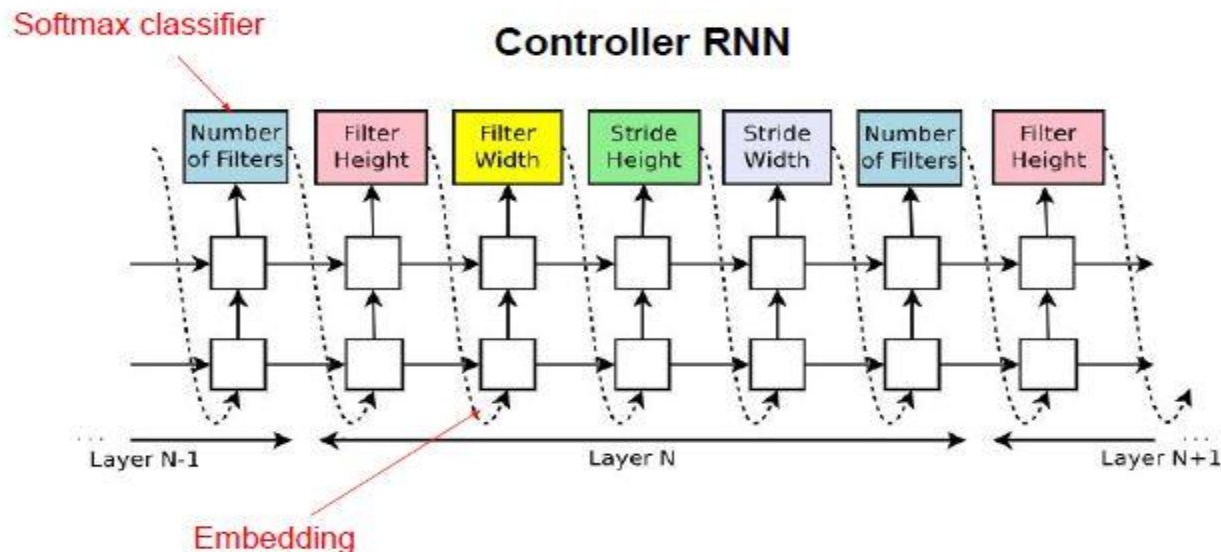 Softmax classifier
Controller RNN
Number
of Filters
Filter
Height
Filter
Width
Stride
Height
Stride
Width
Number
of Filters
Filter
Height
...
Layer N-1
Layer N
Layer N+1
...
Embedding